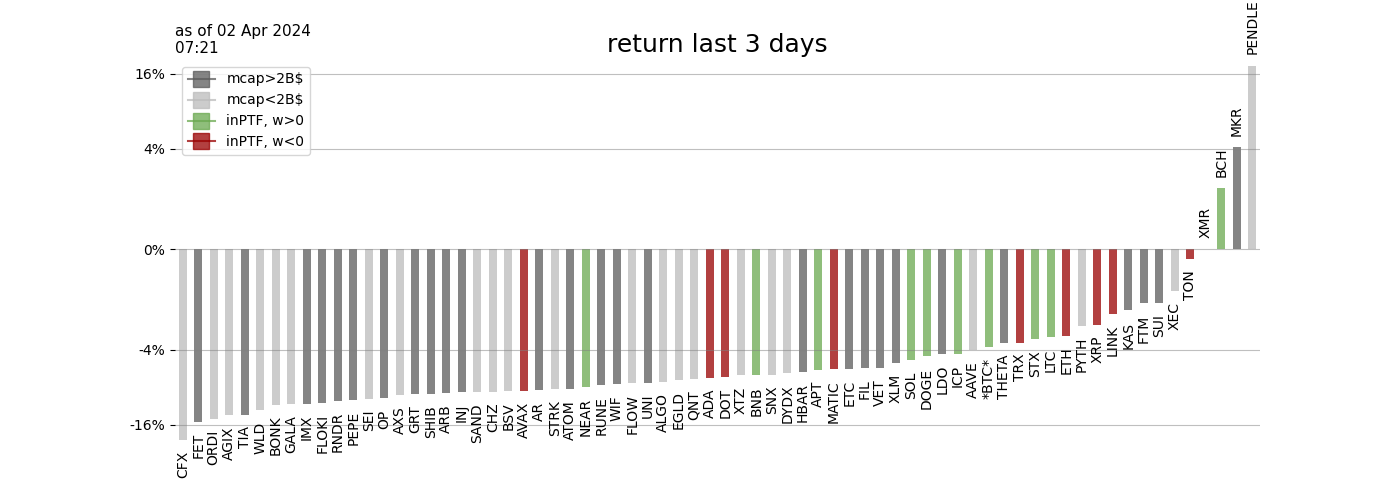 as of 02 Apr 2024
07:21
return last 3 days
mcap>2B$
mcap<2B$
inPTF, w>0
inPTF, w<0
16%
4%
0%
-4%
-16%
CFX
FET
ORDI
AGIX
TIA
WLD
BONK
GALA
IMX
FLOKI
RNDR
PEPE
SEI
OP
AXS
GRT
SHIB
ARB
INJ
SAND
CHZ
BSV
AVAX
AR
STRK
ATOM
NEAR
RUNE
WIF
FLOW
UNI
ALGO
EGLD
QNT
ADA
DOT
XTZ
BNB
SNX
DYDX
HBAR
APT
MATIC
ETC
FIL
VET
XLM
SOL
DOGE
LDO
ICP
AAVE
*BTC*
THETA
TRX
STX
LTC
ETH
PYTH
XRP
LINK
KAS
FTM
SUI
XEC
TON
XMR
BCH
MKR
PENDLE